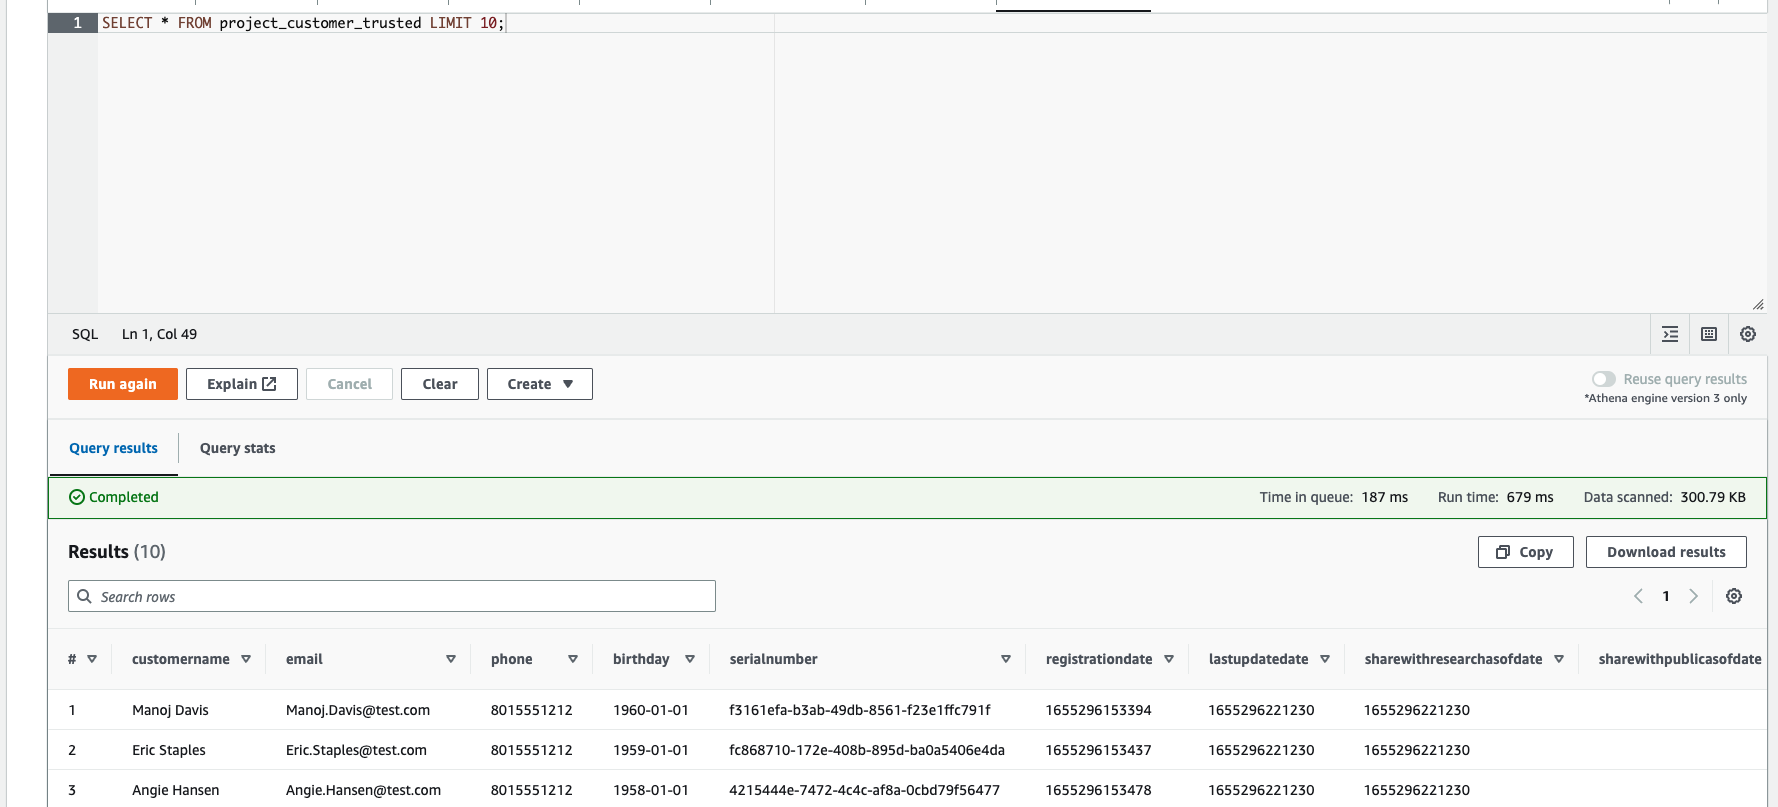 1 SELECT * FROM project_customer_trusted LIMIT 10;
SQL Ln 1, Col 49
Run again Explain Cancel Clear Create Reuse query results
*Athena engine version 3 only
Query results Query stats
Completed Time in queue: 187 ms Run time: 679 ms Data scanned: 300.79 KB
Results (10) Copy Download results
Search rows 1
# customername email phone birthday serialnumber registrationdate lastupdatedate sharewithresearchasofdate sharewithpublicasofdate
1 Manoj Davis Manoj.Davis@test.com 8015551212 1960-01-01 f3161efa-b3ab-49db-8561-f23e1ffc791f 1655296153394 1655296221230 1655296221230
2 Eric Staples Eric.Staples@test.com 8015551212 1959-01-01 fc868710-172e-408b-895d-ba0a5406e4da 1655296153437 1655296221230 1655296221230
3 Angie Hansen Angie.Hansen@test.com 8015551212 1958-01-01 4215444e-7472-4c4c-af8a-0cbd79f56477 1655296153478 1655296221230 1655296221230